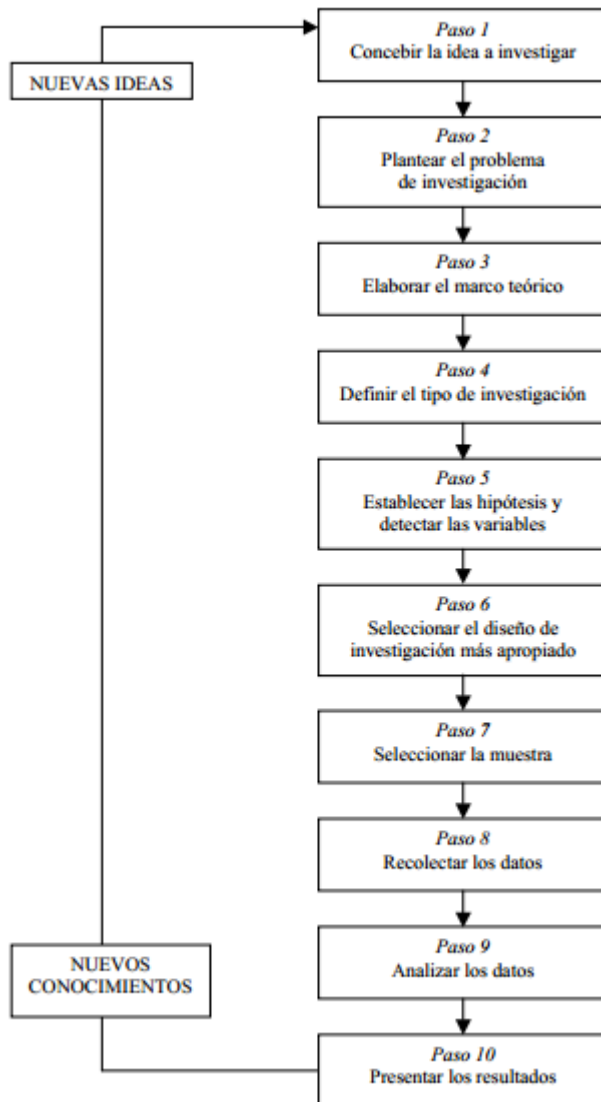 Paso 1
Concebir la idea a investigar
NUEVAS IDEAS
Paso 2
Plantear el problema
de investigación
Paso 3
Elaborar el marco teórico
Paso 4
Definir el tipo de investigación
Paso 5
Establecer las hipótesis y
detectar las variables
Paso 6
Seleccionar el diseño de
investigación más apropiado
Paso 7
Seleccionar la muestra
Paso 8
Recolectar los datos
Paso 9
Analizar los datos
NUEVOS
CONOCIMIENTOS
Paso 10
Presentar los resultados